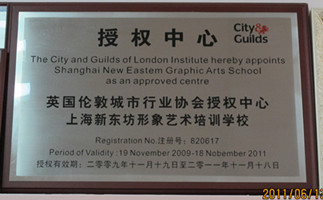 授权中心
City&
Guilds
The City and Guilds of London Institute hereby appoints
Shanghai New Eastern Graphic Arts School
as an approved centre
英国伦敦城市行业协会授权中心
上海新东坊形象艺术培训学校
Registration No.注册号: 820617
Period of Validity :19 November 2009-18 Nobember 2011
授权有效期: 二零零九年十一月十九日至二零一一年十一月十八日